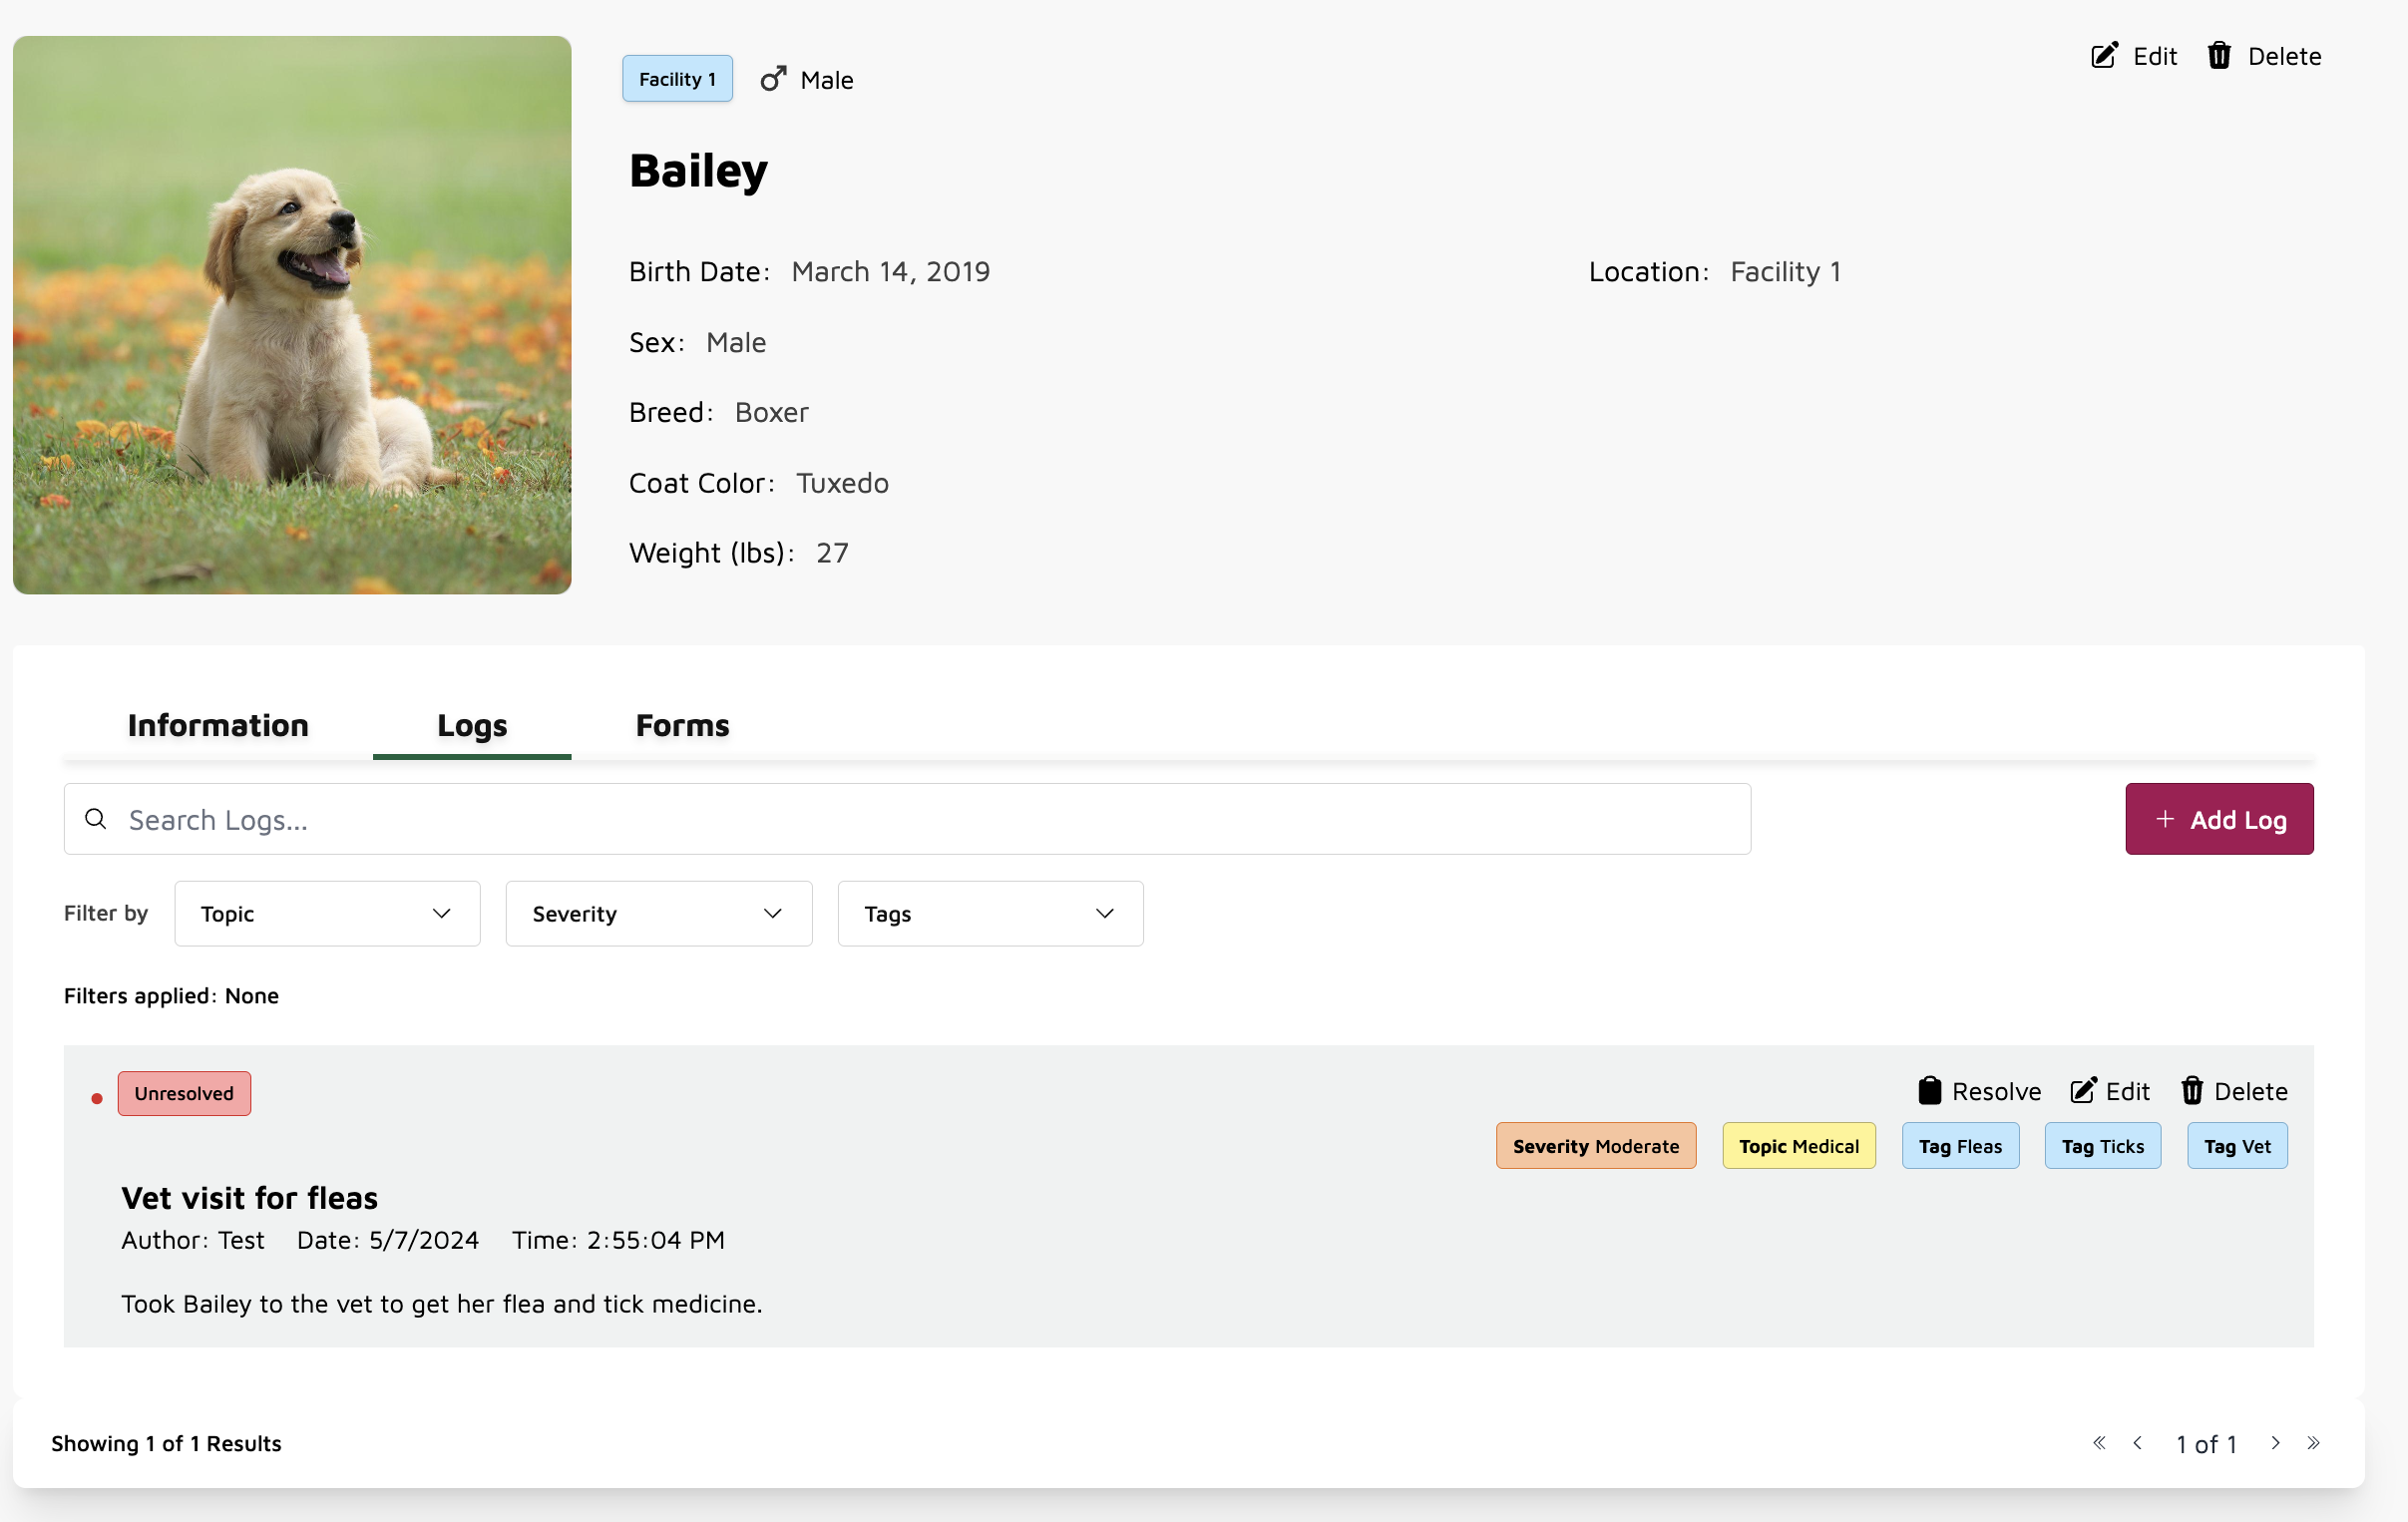 Facility 1 Male Edit Delete
Bailey
Birth Date: March 14, 2019 Location: Facility 1
Sex: Male
Breed: Boxer
Coat Color: Tuxedo
Weight (lbs): 27
Information Logs Forms
Search Logs... + Add Log
Filter by Topic Severity Tags
Filters applied: None
Unresolved Resolve Edit Delete
Severity Moderate Topic Medical Tag Fleas Tag Ticks Tag Vet
Vet visit for fleas
Author: Test Date: 5/7/2024 Time: 2:55:04 PM
Took Bailey to the vet to get her flea and tick medicine.
Showing 1 of 1 Results « ‹ 1 of 1 › »